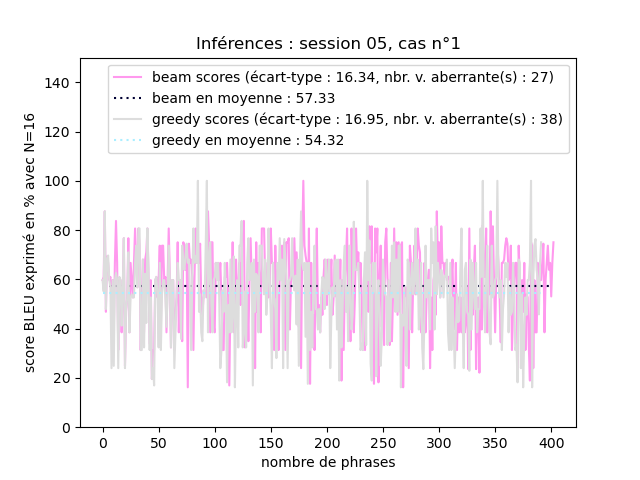 Inférences : session 05, cas n°1
beam scores (écart-type : 16.34, nbr. v. aberrante(s) : 27)
beam en moyenne : 57.33
greedy scores (écart-type : 16.95, nbr. v. aberrante(s) : 38)
greedy en moyenne : 54.32
score BLEU exprimé en % avec N=16
140
120
100
80
60
40
20
0
0 50 100 150 200 250 300 350 400
nombre de phrases